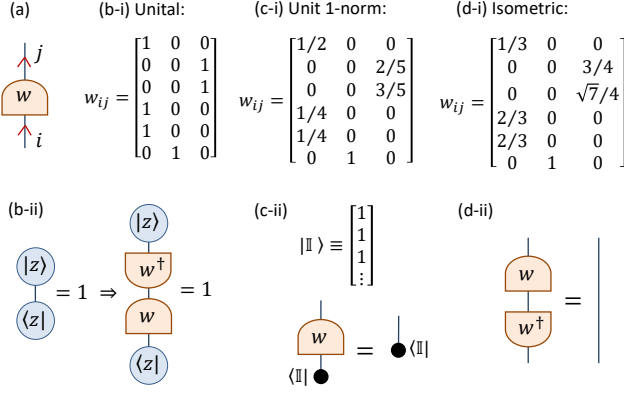 (a)
j
w
i
(b-i) Unital:
w_ij =
1 0 0
0 0 1
0 0 1
1 0 0
1 0 0
0 1 0
(c-i) Unit 1-norm:
w_ij =
1/2 0 0
0 0 2/5
0 0 3/5
1/4 0 0
1/4 0 0
0 1 0
(d-i) Isometric:
w_ij =
1/3 0 0
0 0 3/4
0 0 √7/4
2/3 0 0
2/3 0 0
0 1 0
(b-ii)
|z⟩
⟨z|
= 1 ⇒
|z⟩
w†
w
⟨z|
= 1
(c-ii)
|𝕀 ⟩ ≡
1
1
1
⋮
w
⟨𝕀|
=
⟨𝕀|
(d-ii)
w
w†
=